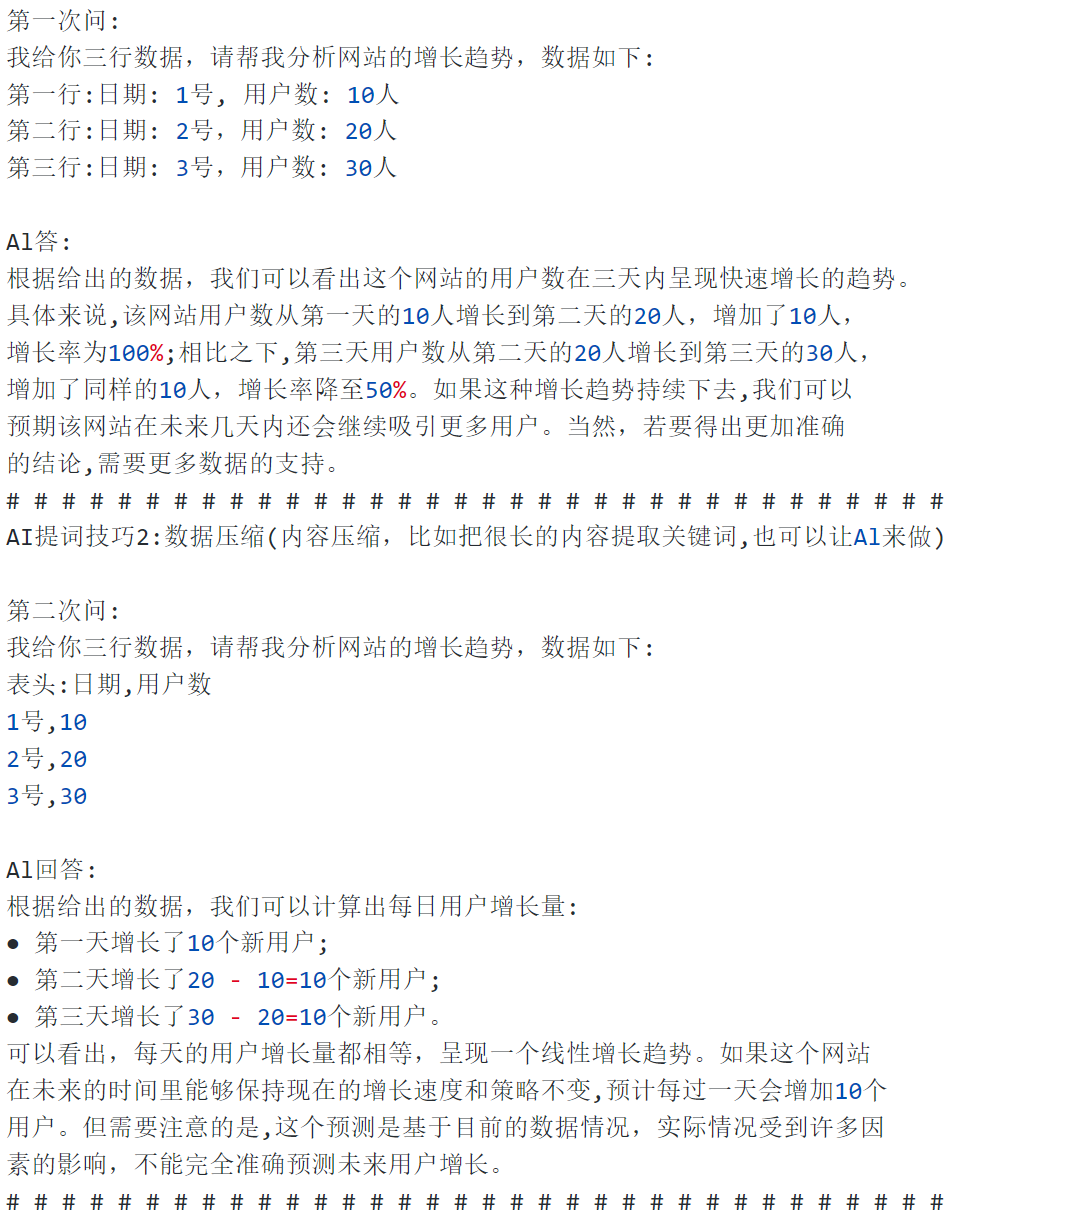 第一次问:
我给你三行数据，请帮我分析网站的增长趋势，数据如下:
第一行:日期: 1号, 用户数: 10人
第二行:日期: 2号，用户数: 20人
第三行:日期: 3号，用户数: 30人
Al答:
根据给出的数据，我们可以看出这个网站的用户数在三天内呈现快速增长的趋势。
具体来说,该网站用户数从第一天的10人增长到第二天的20人，增加了10人，
增长率为100%;相比之下,第三天用户数从第二天的20人增长到第三天的30人，
增加了同样的10人，增长率降至50%。如果这种增长趋势持续下去,我们可以
预期该网站在未来几天内还会继续吸引更多用户。当然，若要得出更加准确
的结论,需要更多数据的支持。
# # # # # # # # # # # # # # # # # # # # # # # # # # # # # # # # # #
AI提词技巧2:数据压缩(内容压缩，比如把很长的内容提取关键词,也可以让Al来做)
第二次问:
我给你三行数据，请帮我分析网站的增长趋势，数据如下:
表头:日期,用户数
1号,10
2号,20
3号,30
Al回答:
根据给出的数据，我们可以计算出每日用户增长量:
● 第一天增长了10个新用户;
● 第二天增长了20 - 10=10个新用户;
● 第三天增长了30 - 20=10个新用户。
可以看出，每天的用户增长量都相等，呈现一个线性增长趋势。如果这个网站
在未来的时间里能够保持现在的增长速度和策略不变,预计每过一天会增加10个
用户。但需要注意的是,这个预测是基于目前的数据情况，实际情况受到许多因
素的影响，不能完全准确预测未来用户增长。
# # # # # # # # # # # # # # # # # # # # # # # # # # # # # # # # # #